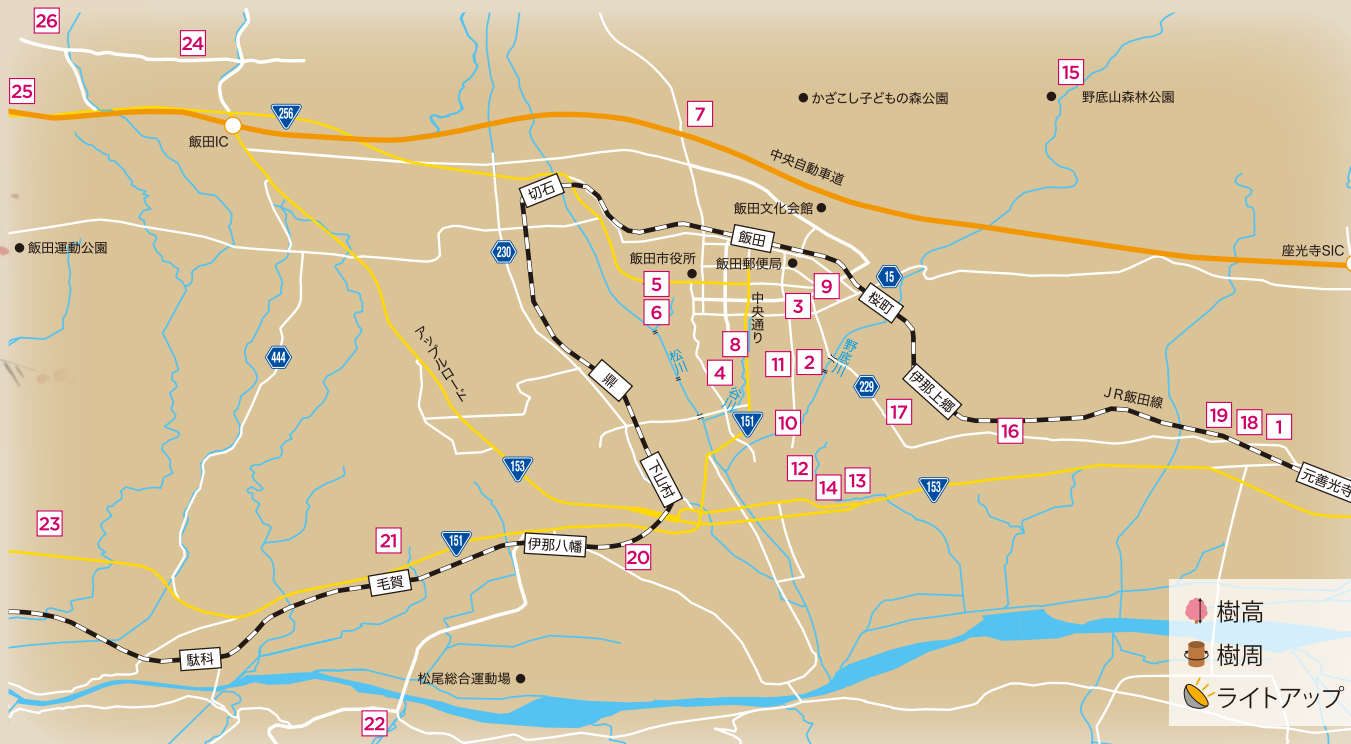 26
24
15
25
かざこし子どもの森公園
野底山森林公園
7
256
飯田IC
中央自動車道
切石
飯田文化会館
飯田運動公園
230
飯田
座光寺SIC
飯田市役所
飯田郵便局
15
5
9
桜町
6
3
中央通り
アップルロード
444
松川
8
野底川
4
11
2
鼎
谷川
229
伊那上郷
JR飯田線
17
151
10
16
19
18
1
153
下山村
12
14
13
153
元善光寺
23
21
151
伊那八幡
20
毛賀
駄科
松尾総合運動場
22
樹高
樹周
ライトアップ